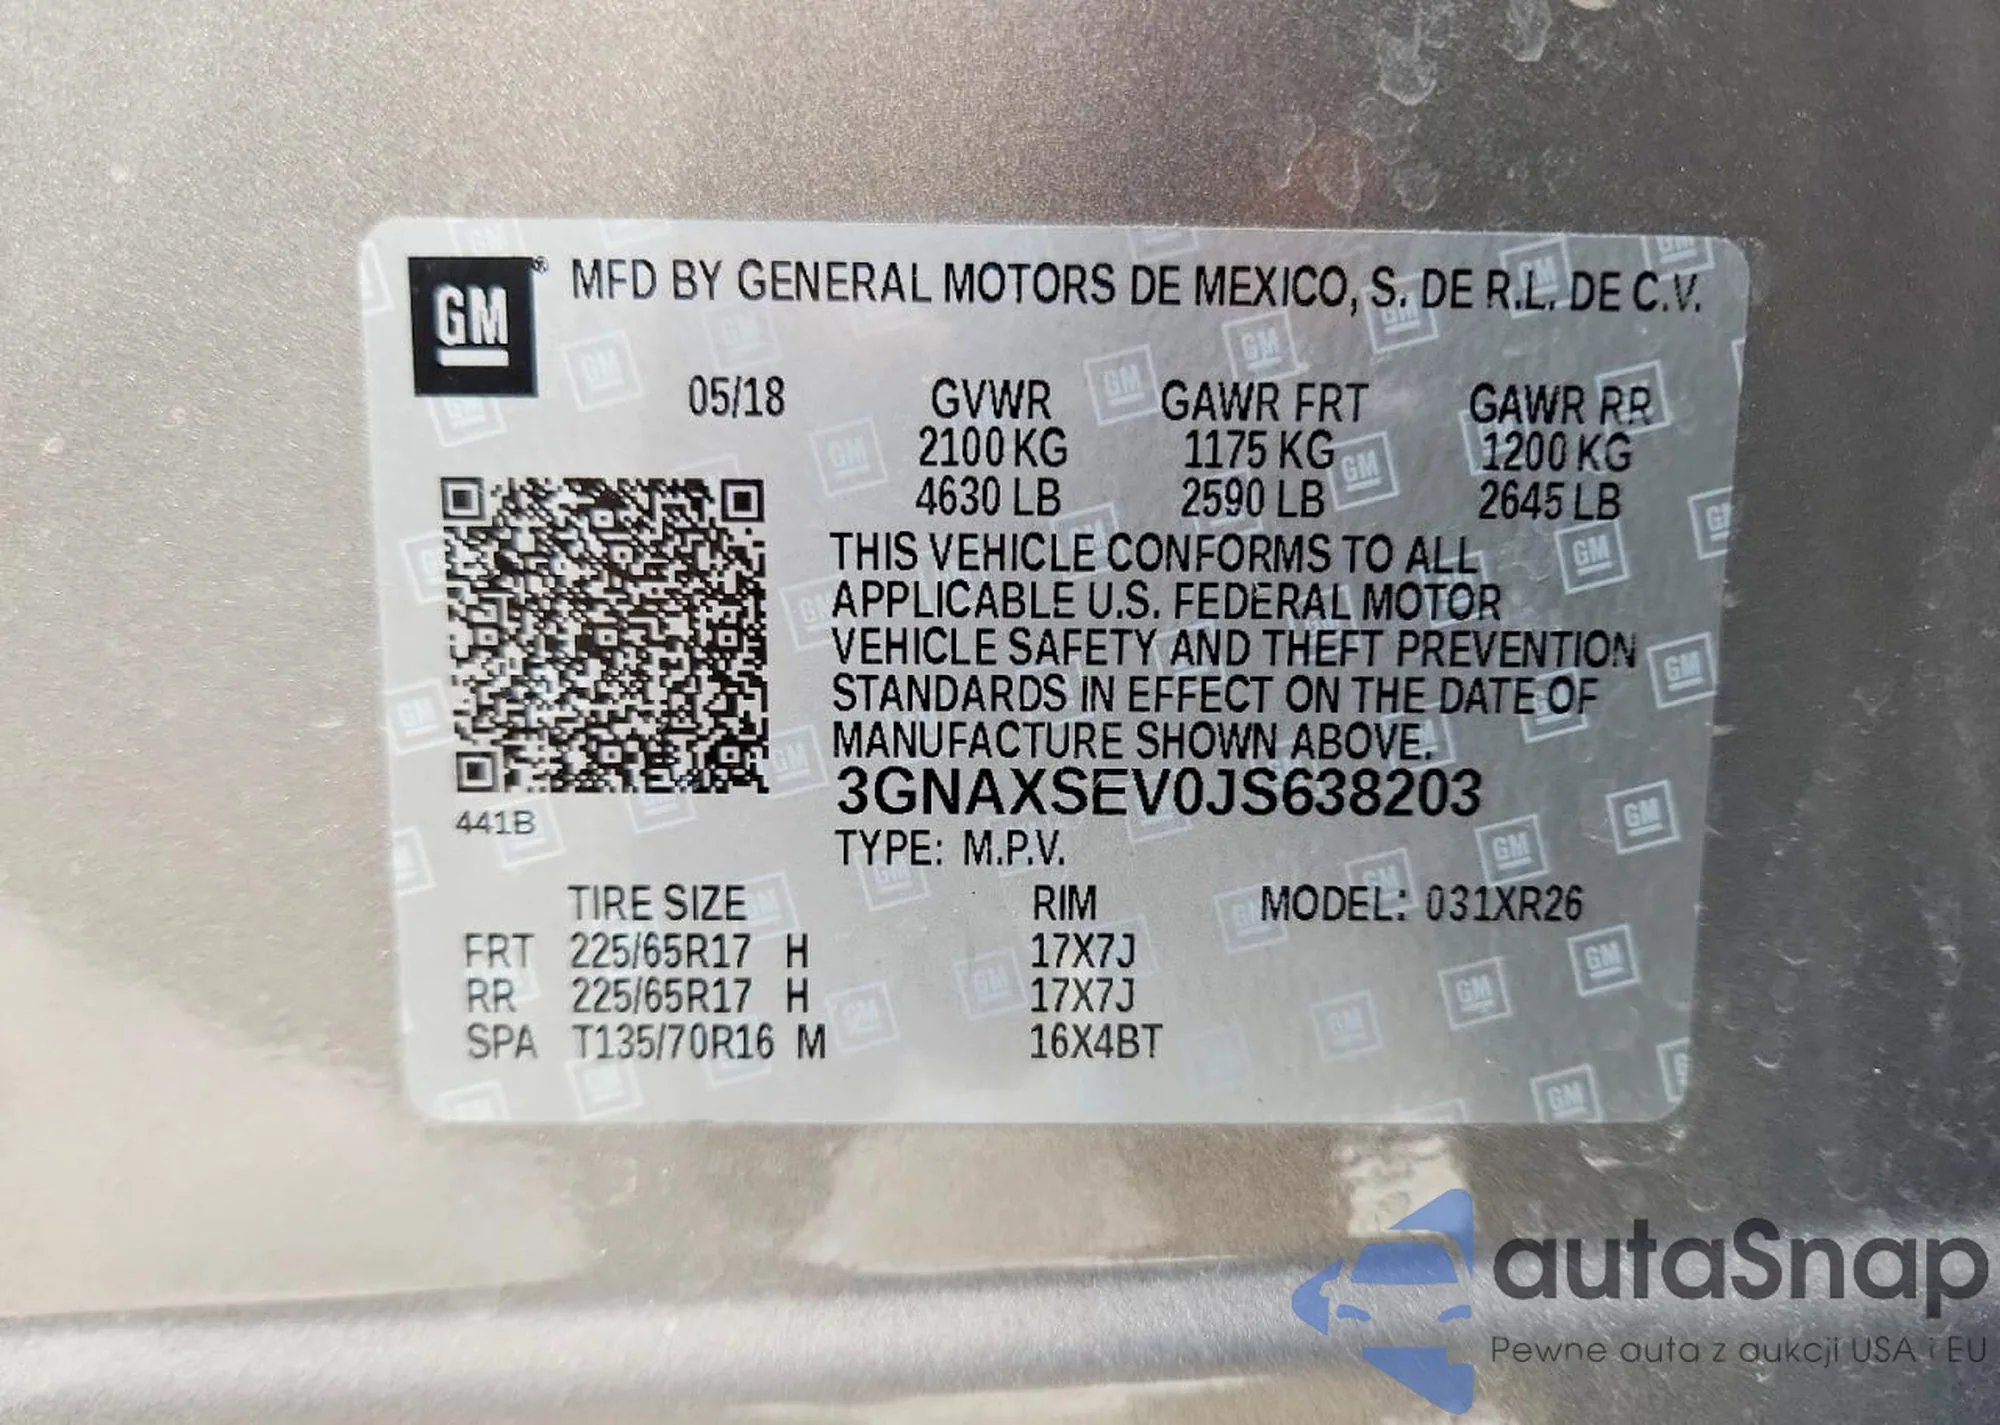 GM® MFD BY GENERAL MOTORS DE MEXICO, S. DE R.L. DE C.V.
05/18 GVWR GAWR FRT GAWR RR
2100 KG 1175 KG 1200 KG
4630 LB 2590 LB 2645 LB
THIS VEHICLE CONFORMS TO ALL
APPLICABLE U.S. FEDERAL MOTOR
VEHICLE SAFETY AND THEFT PREVENTION
STANDARDS IN EFFECT ON THE DATE OF
MANUFACTURE SHOWN ABOVE.
3GNAXSEV0JS638203
441B
TYPE: M.P.V.
TIRE SIZE RIM MODEL: 031XR26
FRT 225/65R17 H 17X7J
RR 225/65R17 H 17X7J
SPA T135/70R16 M 16X4BT
autaSnap
Pewne auta z aukcji USA i EU